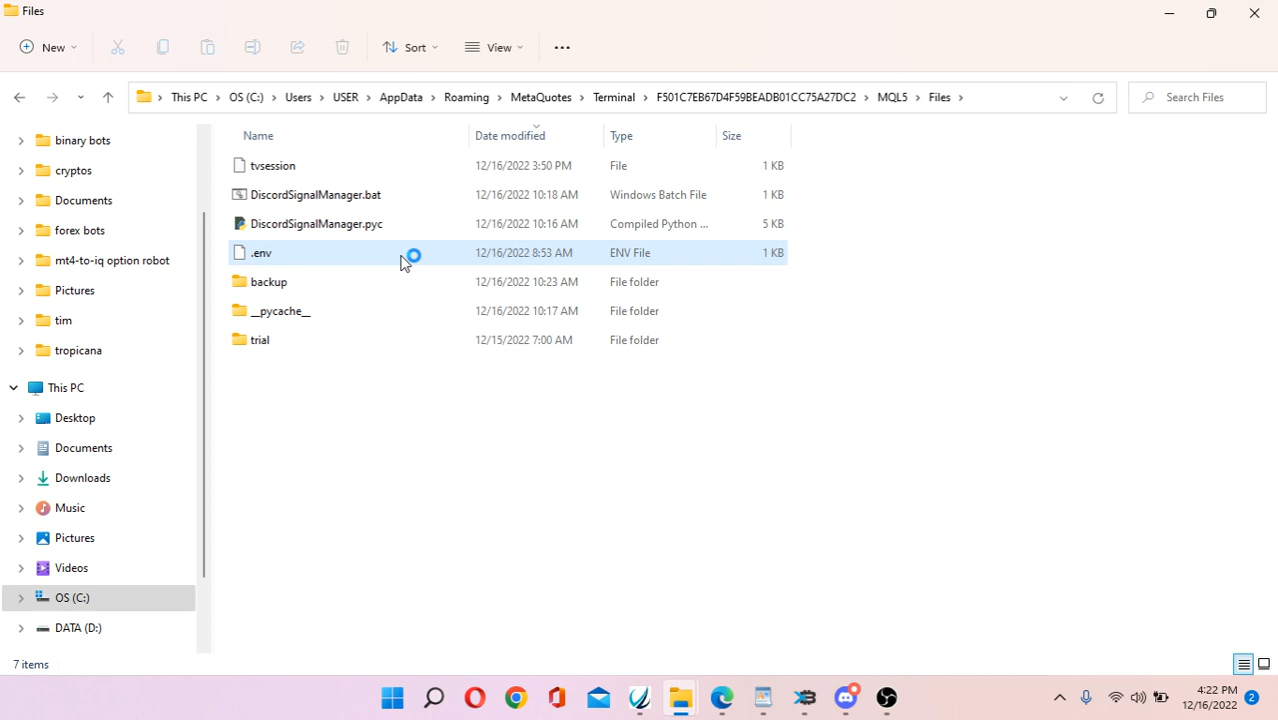 Files
New
Sort
View
This PC
OS (C:)
Users
USER
AppData
Roaming
MetaQuotes
Terminal
F501C7EB67D4F59BEADB01CC75A27DC2
MQL5
Files
Search Files
binary bots
cryptos
Documents
forex bots
mt4-to-iq option robot
Pictures
tim
tropicana
This PC
Desktop
Documents
Downloads
Music
Pictures
Videos
OS (C:)
DATA (D:)
Name Date modified Type Size
tvsession 12/16/2022 3:50 PM File 1 KB
DiscordSignalManager.bat 12/16/2022 10:18 AM Windows Batch File 1 KB
DiscordSignalManager.pyc 12/16/2022 10:16 AM Compiled Python ... 5 KB
.env 12/16/2022 8:53 AM ENV File 1 KB
backup 12/16/2022 10:23 AM File folder
__pycache__ 12/16/2022 10:17 AM File folder
trial 12/15/2022 7:00 AM File folder
7 items
4:22 PM
12/16/2022
2